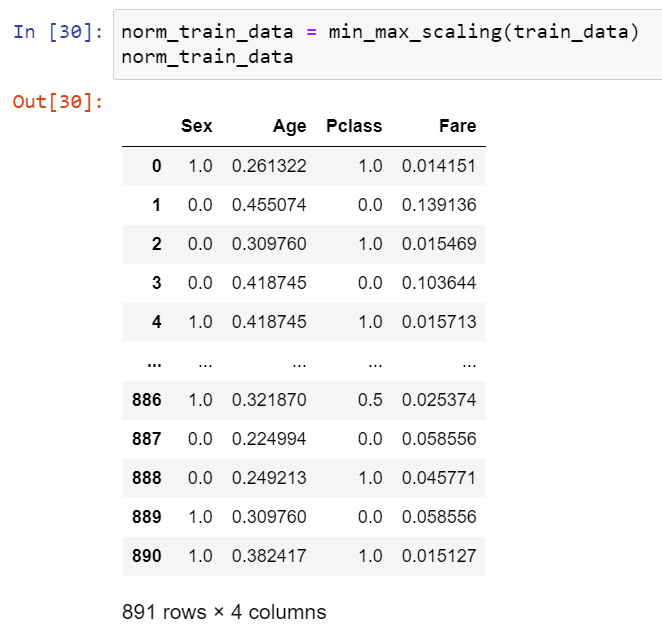 In [30]: norm_train_data = min_max_scaling(train_data)
norm_train_data
Out[30]:
Sex Age Pclass Fare
0 1.0 0.261322 1.0 0.014151
1 0.0 0.455074 0.0 0.139136
2 0.0 0.309760 1.0 0.015469
3 0.0 0.418745 0.0 0.103644
4 1.0 0.418745 1.0 0.015713
... ... ... ... ...
886 1.0 0.321870 0.5 0.025374
887 0.0 0.224994 0.0 0.058556
888 0.0 0.249213 1.0 0.045771
889 1.0 0.309760 0.0 0.058556
890 1.0 0.382417 1.0 0.015127
891 rows × 4 columns